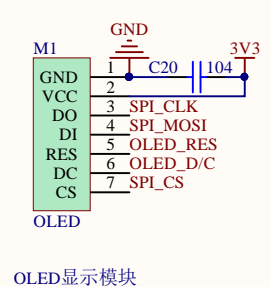 GND
M1 1 C20 104 3V3
GND
VCC 2
DO 3 SPI_CLK
DI 4 SPI_MOSI
RES 5 OLED_RES
DC 6 OLED_D/C
CS 7 SPI_CS
OLED
OLED显示模块